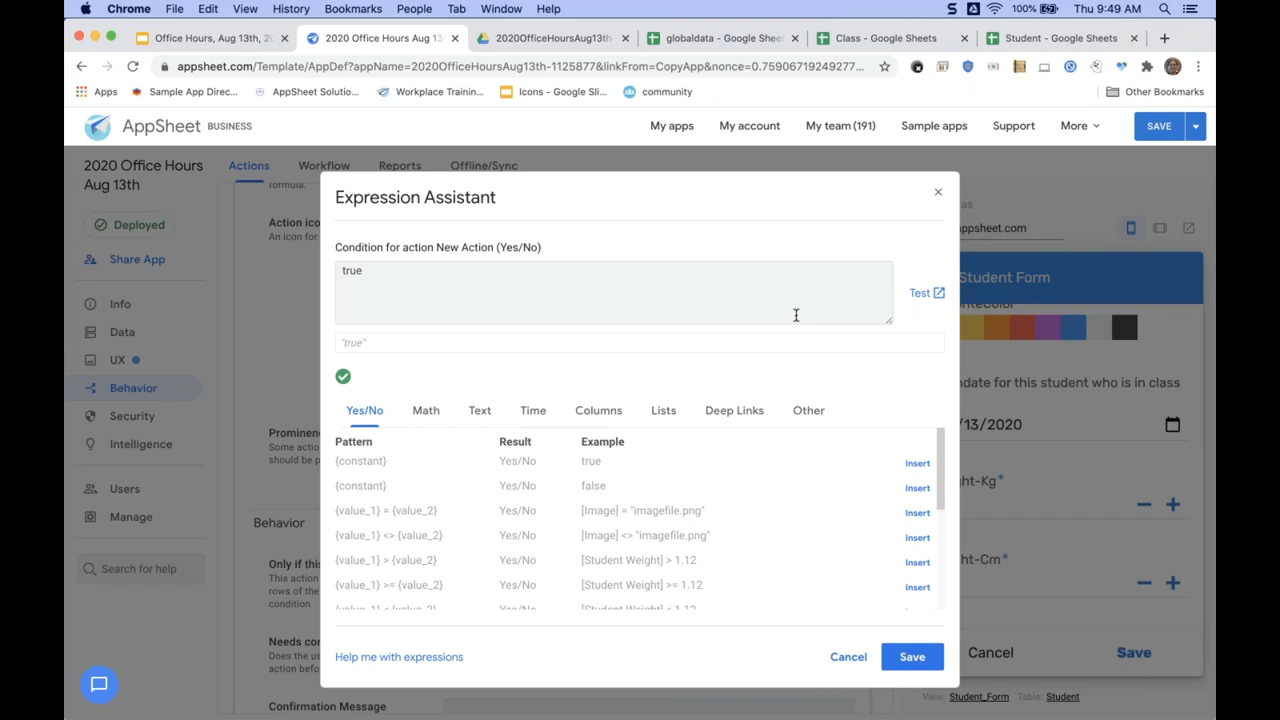 Chrome File Edit View History Bookmarks People Tab Window Help
S 100% Thu 9:49 AM
Office Hours, Aug 13th, 2
2020 Office Hours Aug 13
2020OfficeHoursAug13th
globaldata - Google Shee
Class - Google Sheets
Student - Google Sheets
appsheet.com/Template/AppDef?appName=2020OfficeHoursAug13th-1125877&linkFrom=CopyApp&nonce=0.75906719249277...
Apps Sample App Direc... AppSheet Solutio... Workplace Trainin... Icons - Google Sli... community Other Bookmarks
AppSheet BUSINESS My apps My account My team (191) Sample apps Support More SAVE
2020 Office Hours
Aug 13th
Actions Workflow Reports Offline/Sync
Deployed
Share App
Info
Data
UX
Behavior
Security
Intelligence
Users
Manage
Search for help
formula.
Action ico
An icon for
Prominen
Some actio
should be p
Behavior
Only if this
This action
rows of the
condition
Needs con
Does the us
action befo
Confirmation Message
Expression Assistant
Condition for action New Action (Yes/No)
true
Test
"true"
Yes/No Math Text Time Columns Lists Deep Links Other
Pattern Result Example
{constant} Yes/No true Insert
{constant} Yes/No false Insert
{value_1} = {value_2} Yes/No [Image] = "imagefile.png" Insert
{value_1} <> {value_2} Yes/No [Image] <> "imagefile.png" Insert
{value_1} > {value_2} Yes/No [Student Weight] > 1.12 Insert
{value_1} >= {value_2} Yes/No [Student Weight] >= 1.12 Insert
{value_1} < {value_2} Yes/No [Student Weight] < 1.12
Help me with expressions Cancel Save
as
appsheet.com
Student Form
riteColor
ndate for this student who is in class
/13/2020
ght-Kg*
ght-Cm*
Cancel Save
View: Student_Form Table: Student